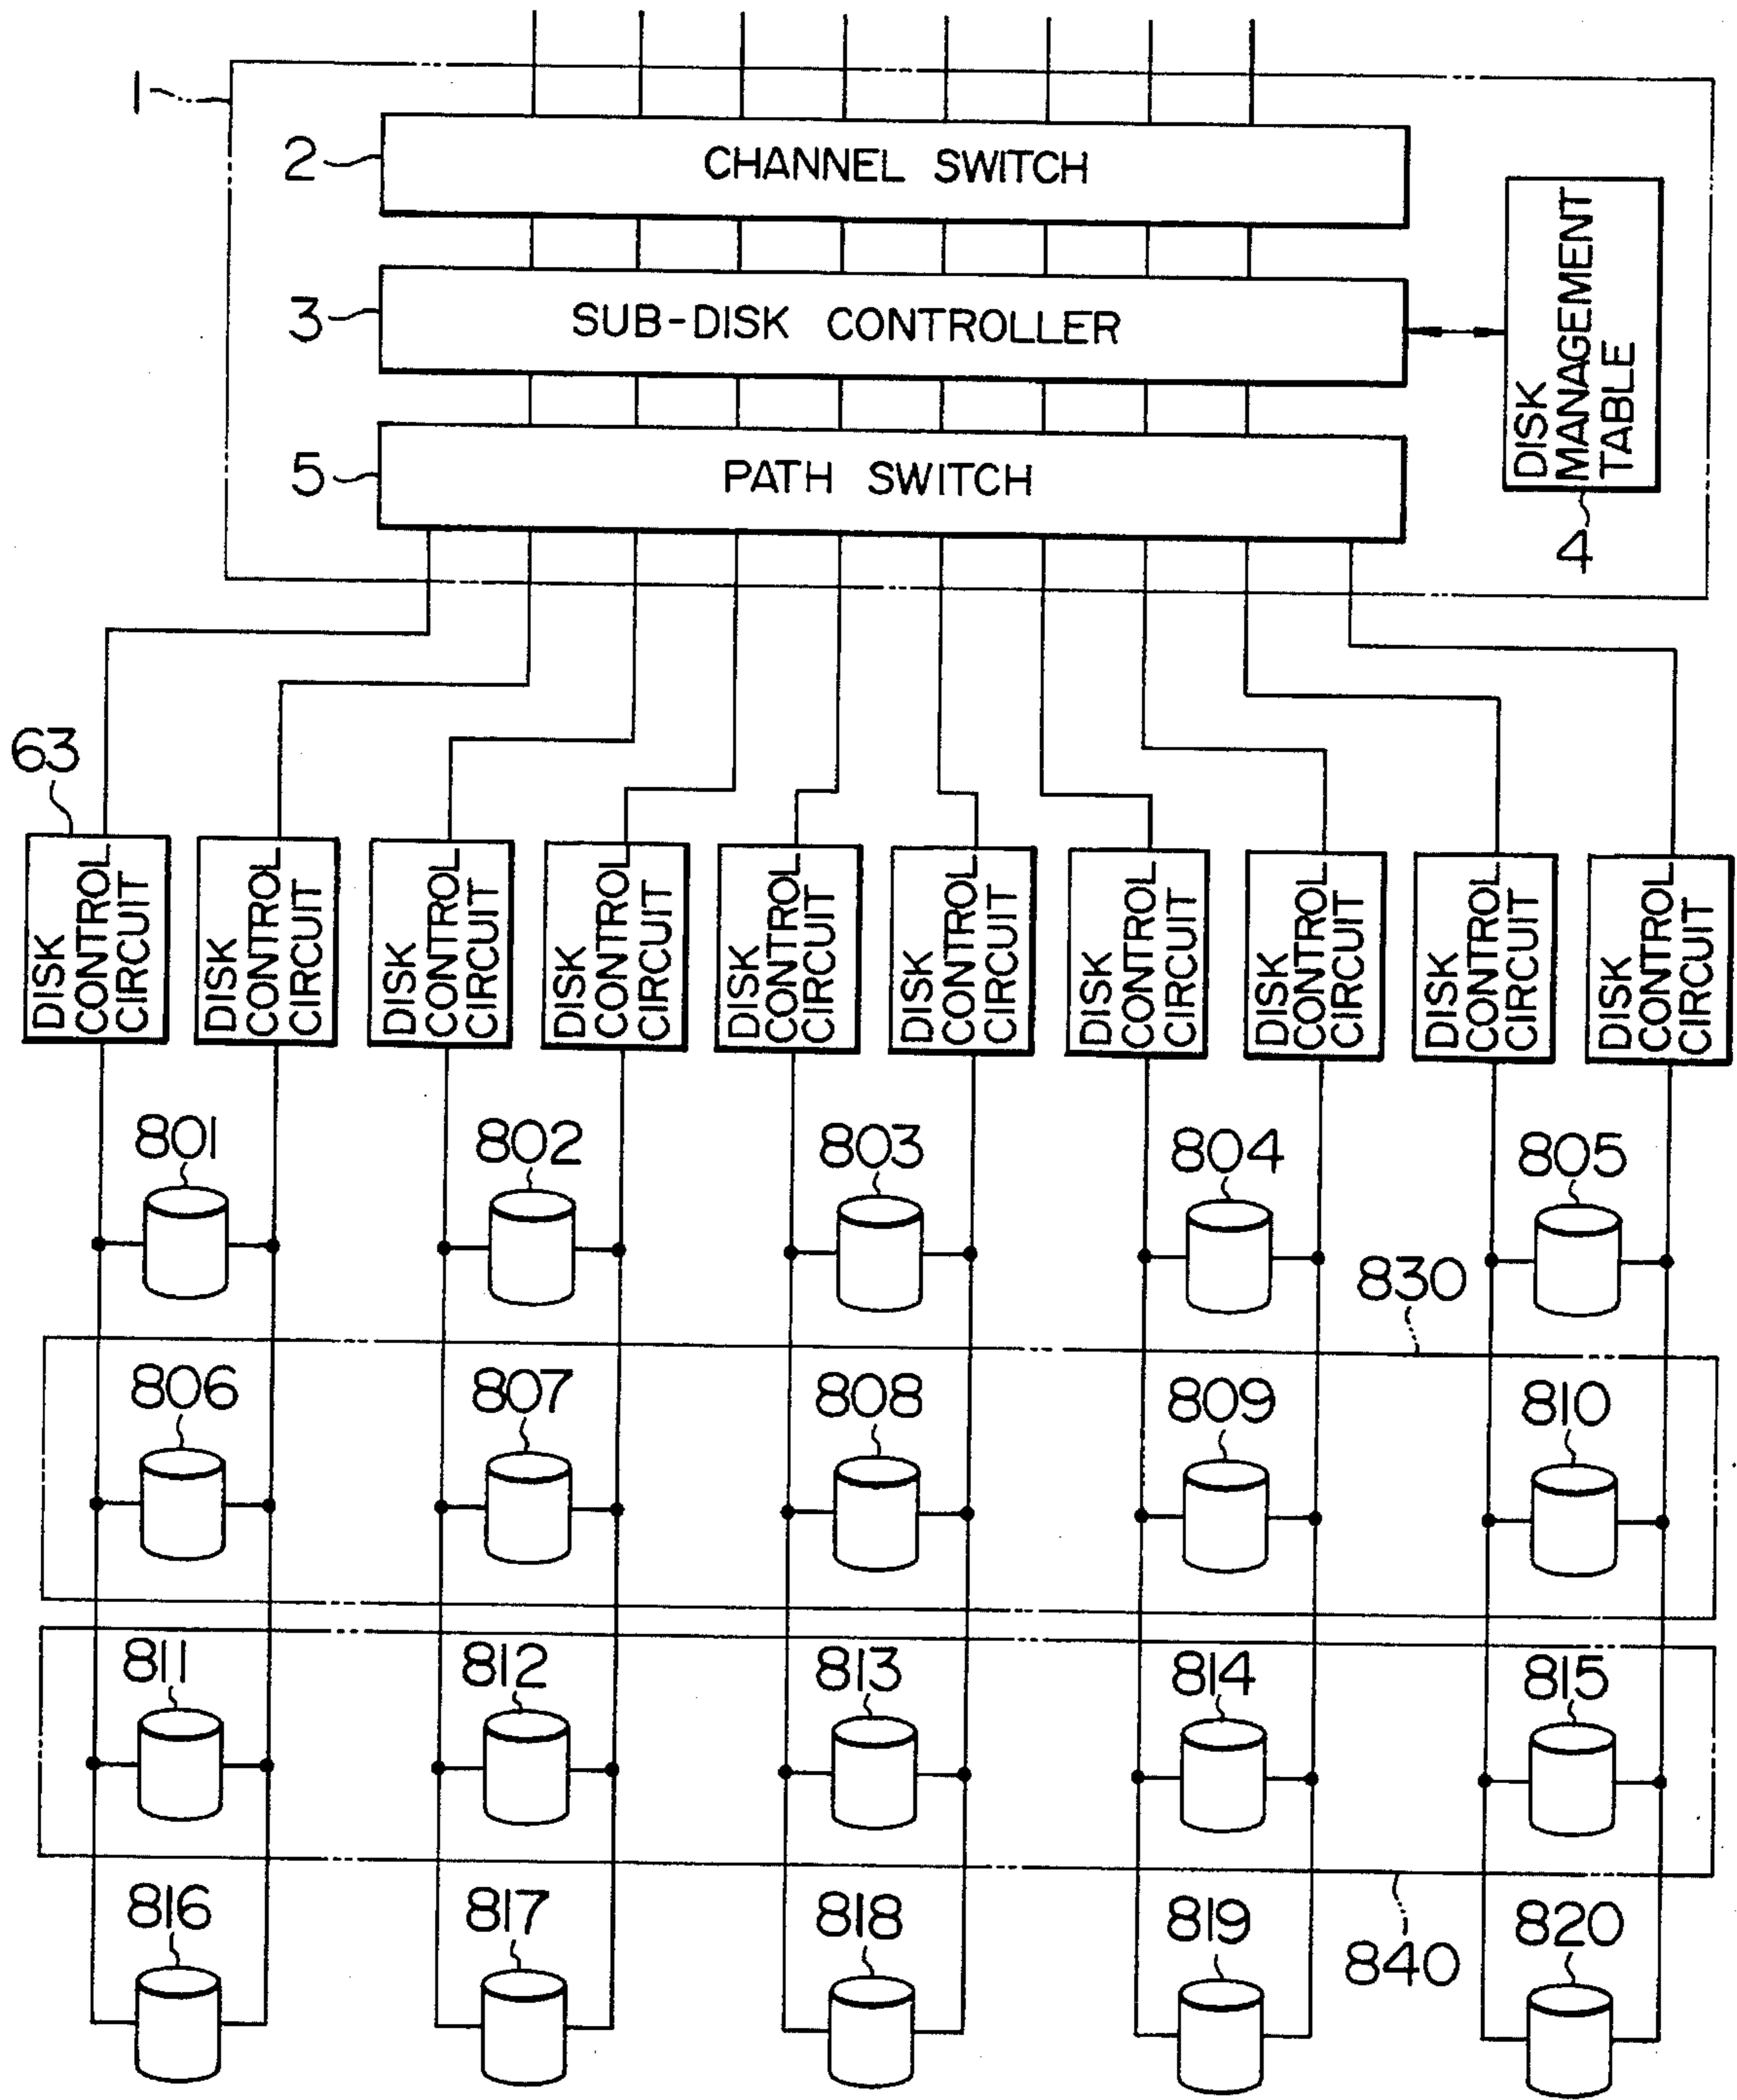 1
2
CHANNEL SWITCH
3
SUB-DISK CONTROLLER
5
PATH SWITCH
DISK
MANAGEMENT
TABLE
4
63
DISK
CONTROL
CIRCUIT
DISK
CONTROL
CIRCUIT
DISK
CONTROL
CIRCUIT
DISK
CONTROL
CIRCUIT
DISK
CONTROL
CIRCUIT
DISK
CONTROL
CIRCUIT
DISK
CONTROL
CIRCUIT
DISK
CONTROL
CIRCUIT
DISK
CONTROL
CIRCUIT
DISK
CONTROL
CIRCUIT
801
802
803
804
805
830
806
807
808
809
810
811
812
813
814
815
816
817
818
819
820
840